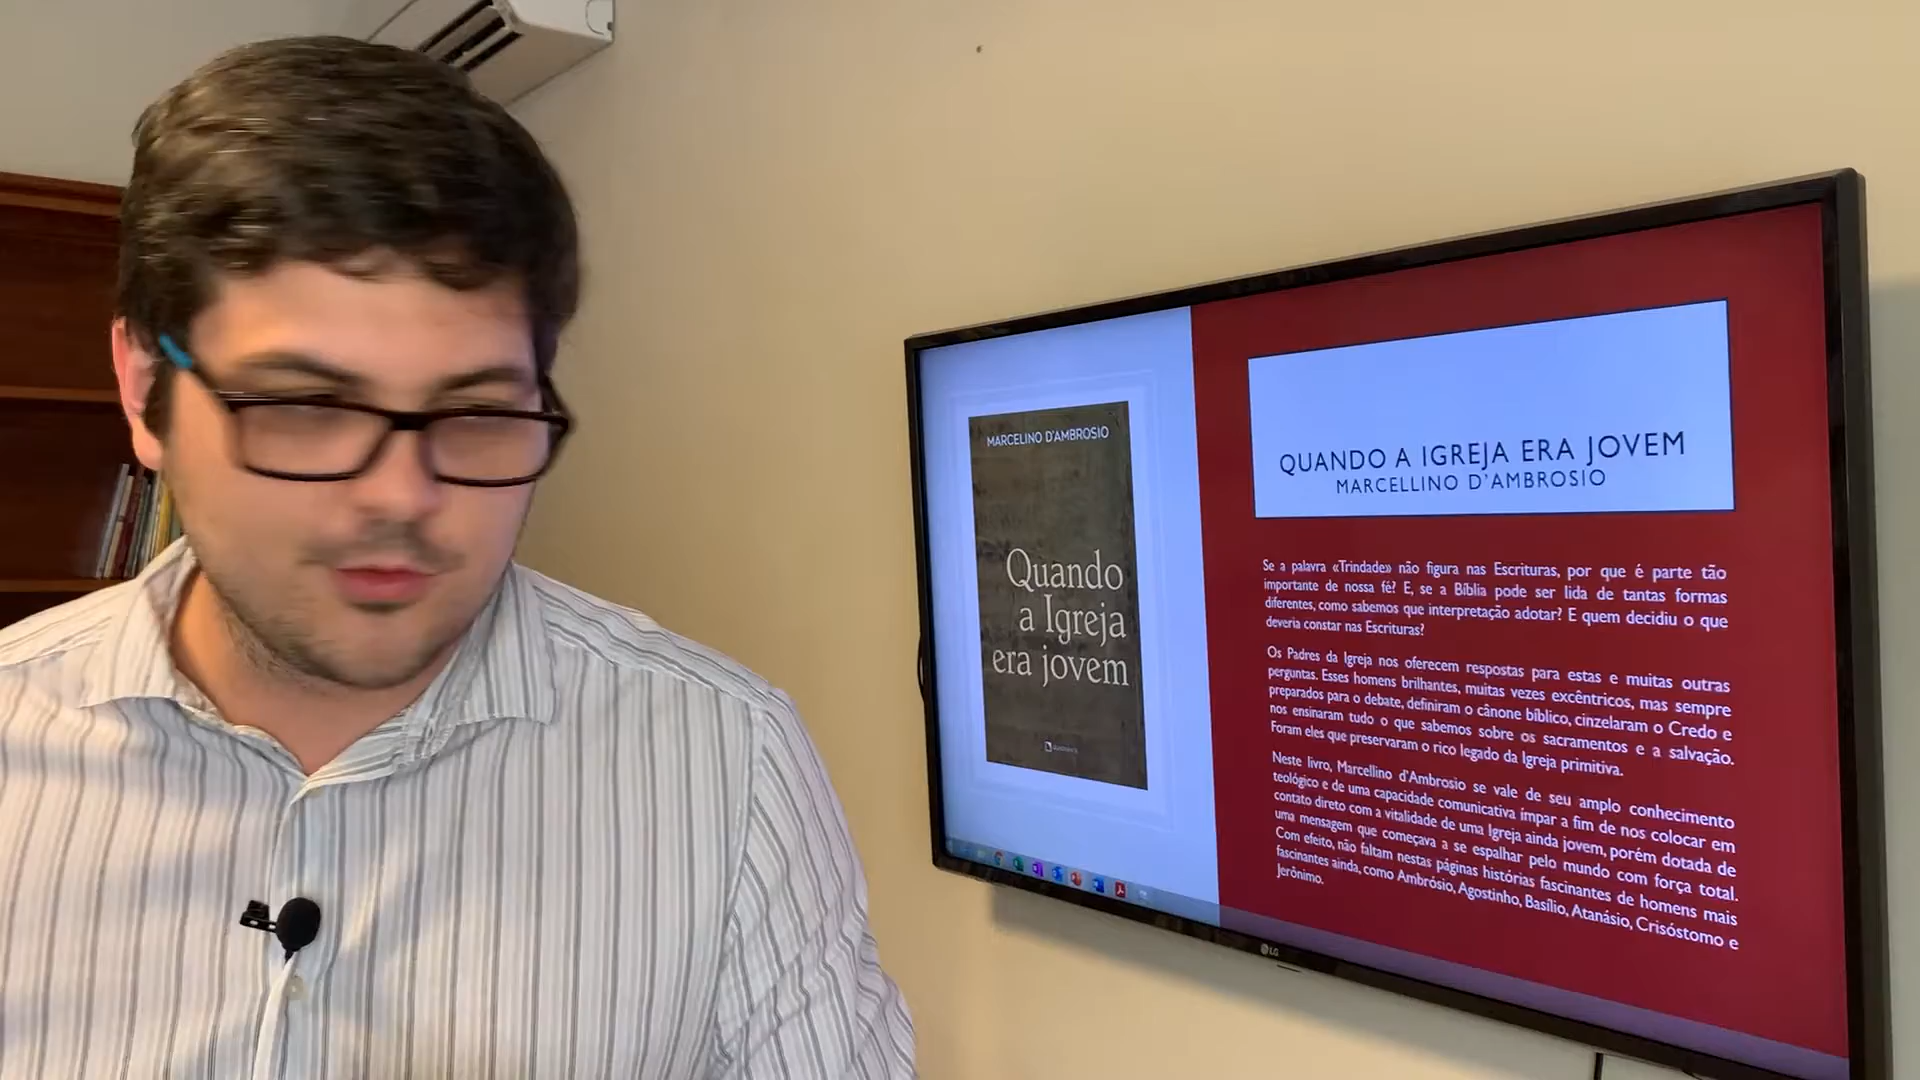 MARCELINO D'AMBROSIO
Quando
a Igreja
era jovem
QUANDO A IGREJA ERA JOVEM
MARCELLINO D'AMBROSIO
Se a palavra «Trindade» não figura nas Escrituras, por que é parte tão
importante de nossa fé? E, se a Bíblia pode ser lida de tantas formas
diferentes, como sabemos que interpretação adotar? E quem decidiu o que
deveria constar nas Escrituras?
Os Padres da Igreja nos oferecem respostas para estas e muitas outras
perguntas. Esses homens brilhantes, muitas vezes excêntricos, mas sempre
preparados para o debate, definiram o cânone bíblico, cinzelaram o Credo e
nos ensinaram tudo o que sabemos sobre os sacramentos e a salvação.
Foram eles que preservaram o rico legado da Igreja primitiva.
Neste livro, Marcellino d'Ambrosio se vale de seu amplo conhecimento
teológico e de uma capacidade comunicativa ímpar a fim de nos colocar em
contato direto com a vitalidade de uma Igreja ainda jovem, porém dotada de
uma mensagem que começava a se espalhar pelo mundo com força total.
Com efeito, não faltam nestas páginas histórias fascinantes de homens mais
fascinantes ainda, como Ambrósio, Agostinho, Basílio, Atanásio, Crisóstomo e
Jerônimo.
LG